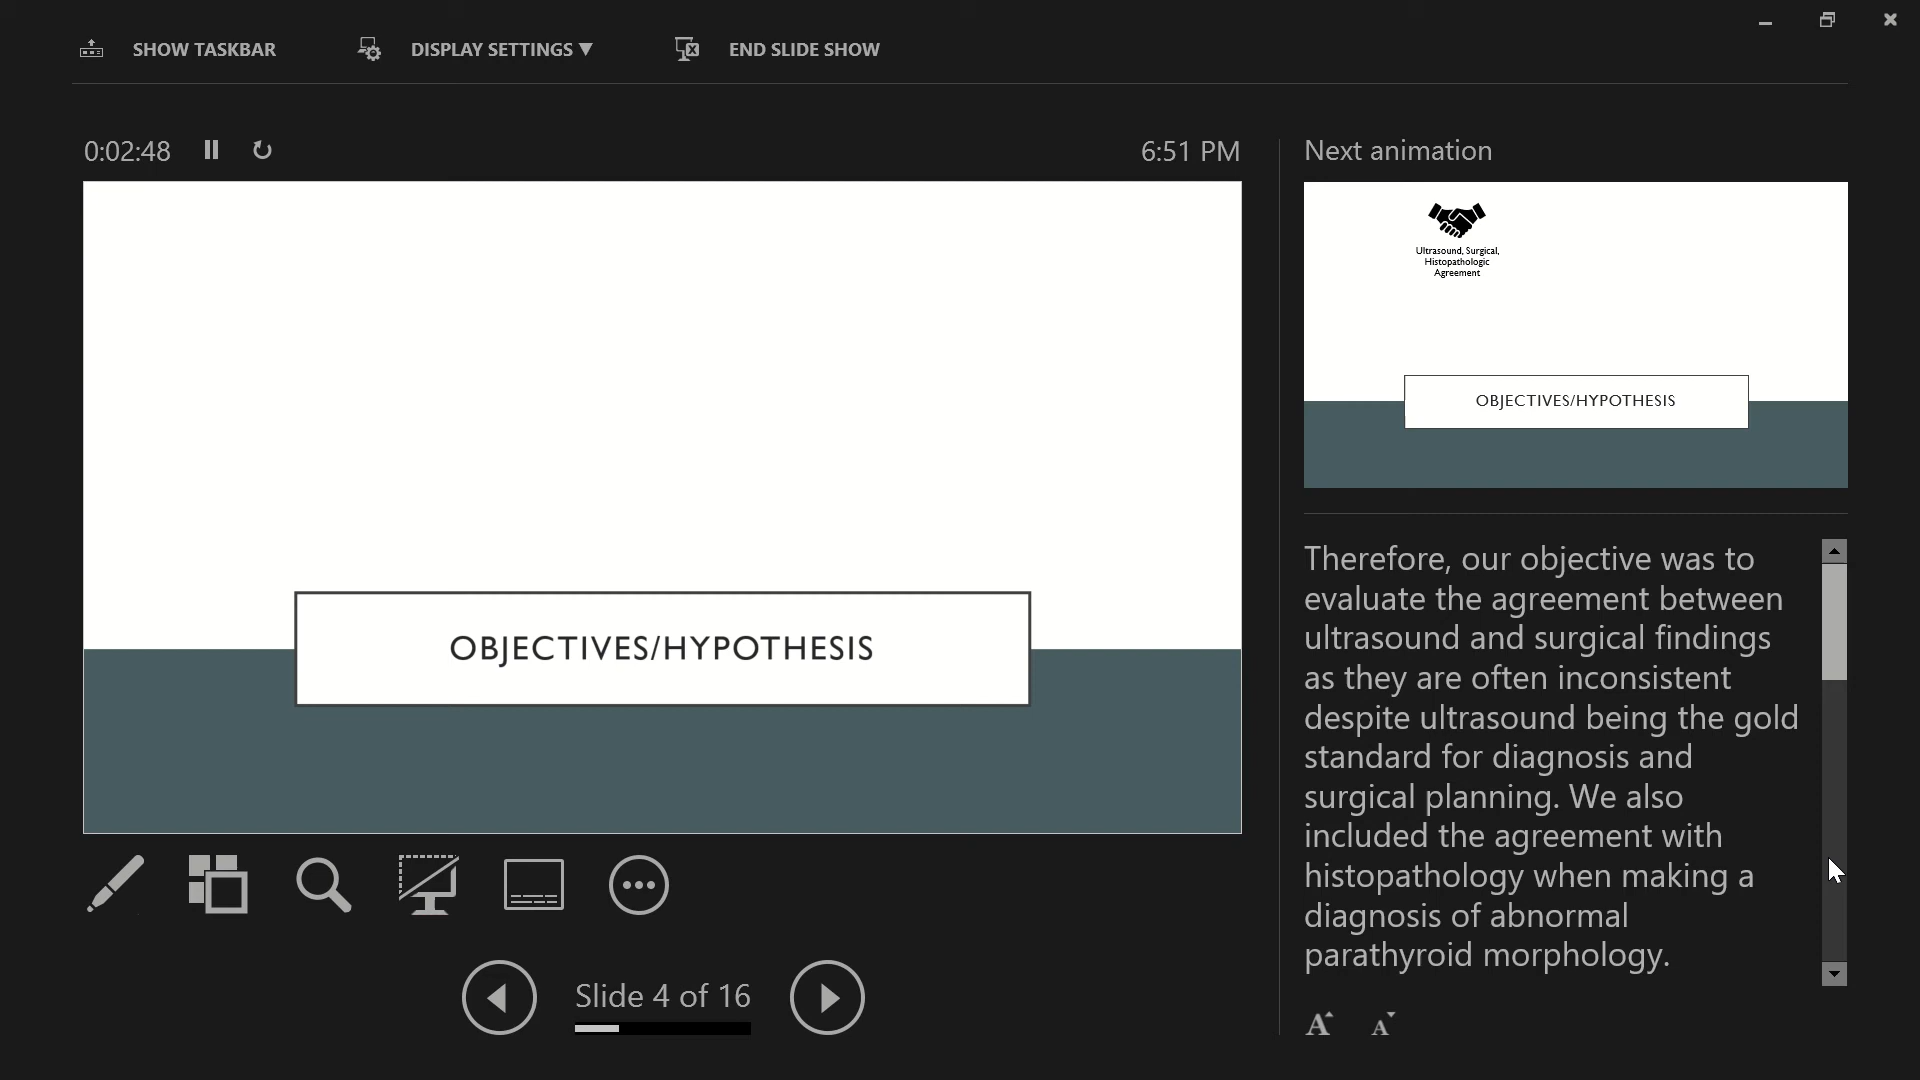 SHOW TASKBAR
DISPLAY SETTINGS ▼
END SLIDE SHOW
0:02:48
6:51 PM
OBJECTIVES/HYPOTHESIS
Slide 4 of 16
Next animation
Ultrasound, Surgical,
Histopathologic
Agreement
OBJECTIVES/HYPOTHESIS
Therefore, our objective was to
evaluate the agreement between
ultrasound and surgical findings
as they are often inconsistent
despite ultrasound being the gold
standard for diagnosis and
surgical planning. We also
included the agreement with
histopathology when making a
diagnosis of abnormal
parathyroid morphology.
A A